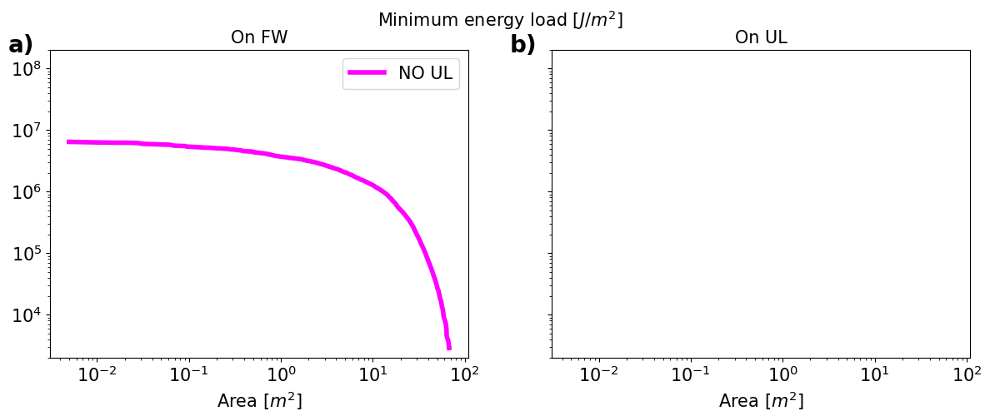 Minimum energy load [J/m²]
a) On FW
NO UL
10⁸
10⁷
10⁶
10⁵
10⁴
10⁻² 10⁻¹ 10⁰ 10¹ 10²
Area [m²]
b) On UL
10⁻² 10⁻¹ 10⁰ 10¹ 10²
Area [m²]